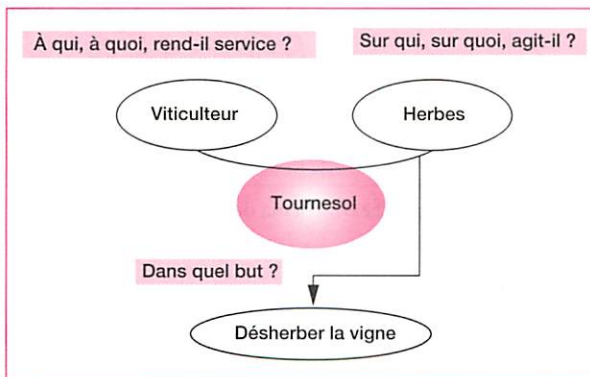 À qui, à quoi, rend-il service ?
Sur qui, sur quoi, agit-il ?
Viticulteur
Herbes
Tournesol
Dans quel but ?
Désherber la vigne